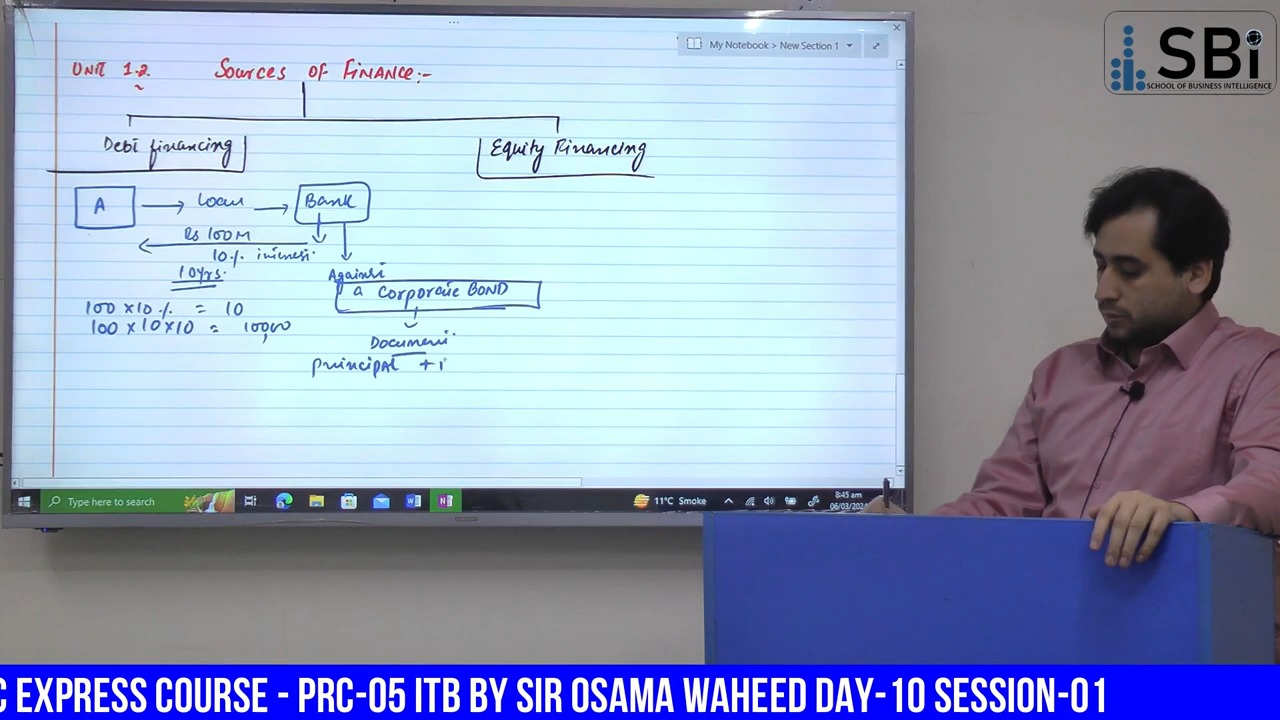 My Notebook > New Section 1
SBi
SCHOOL OF BUSINESS INTELLIGENCE
UNIT 1.2. Sources of FINANCE:-
Debt financing
Equity Financing
A → Loan → Bank
Rs 100M
10% interest.
10yrs.
Against
a Corporate BOND
100 x 10% = 10
100 x 10 x 10 =
Document.
principal +
Type here to search
11°C Smoke
8:45 am
06/03/202
C EXPRESS COURSE - PRC-05 ITB BY SIR OSAMA WAHEED DAY-10 SESSION-01